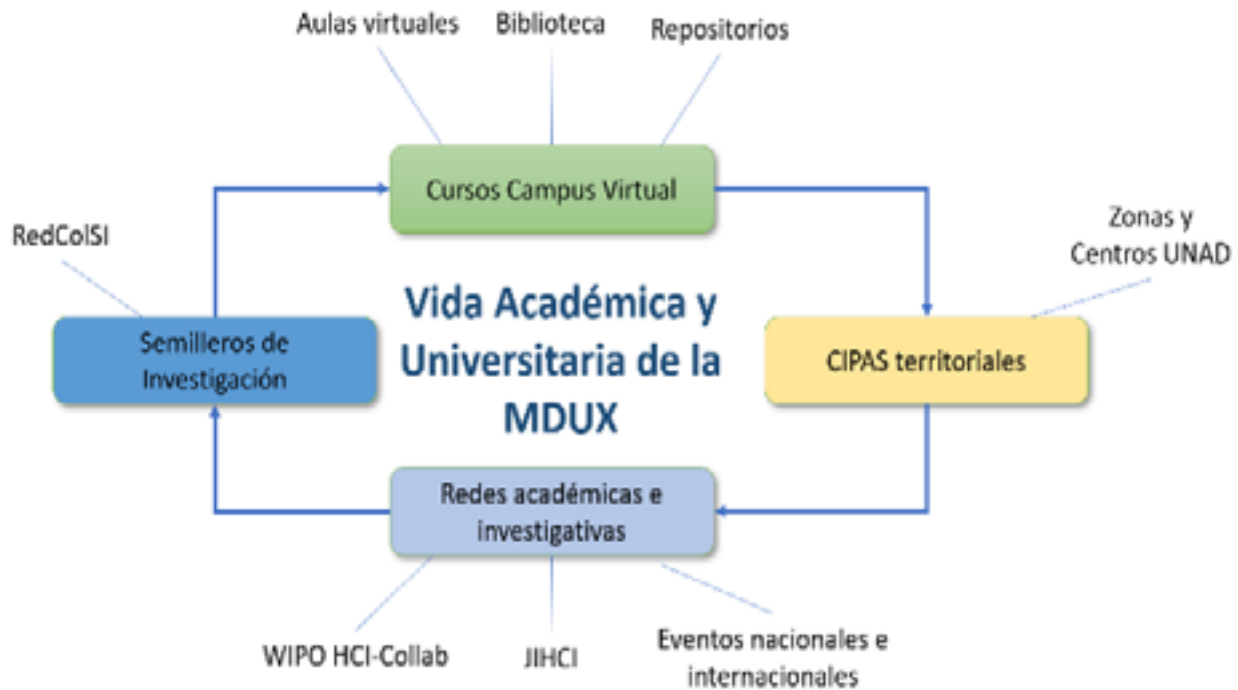 Aulas virtuales
Biblioteca
Repositorios
Cursos Campus Virtual
RedColSI
Zonas y
Centros UNAD
Semilleros de
Investigación
Vida Académica y
Universitaria de la
MDUX
CIPAS territoriales
Redes académicas e
investigativas
WIPO HCI-Collab
JIHCI
Eventos nacionales e
internacionales